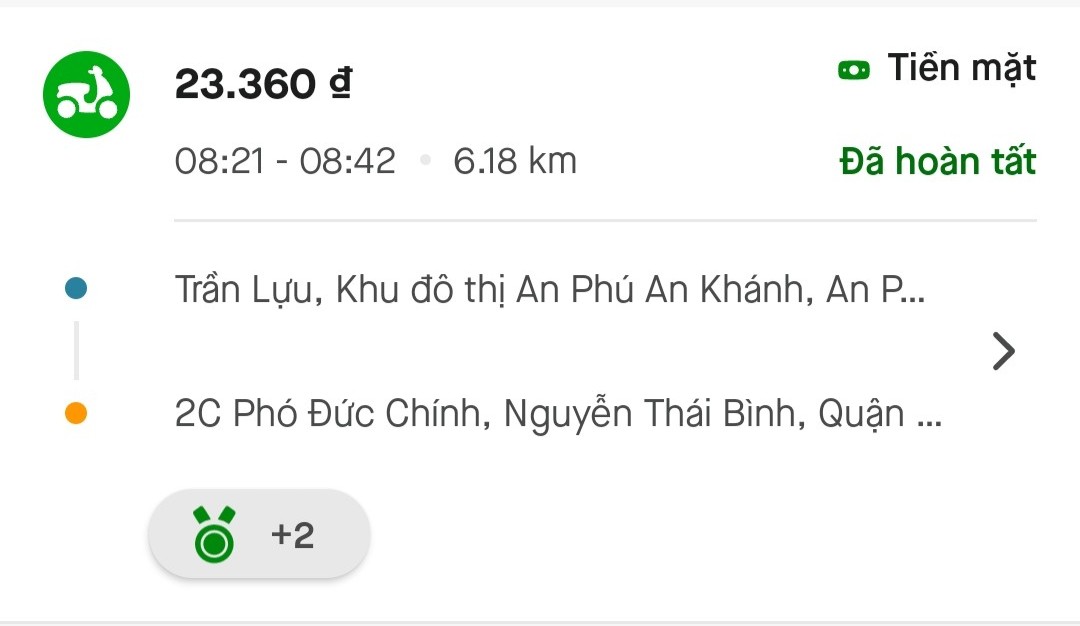 23.360 ₫
Tiền mặt
08:21 - 08:42 • 6.18 km
Đã hoàn tất
Trần Lựu, Khu đô thị An Phú An Khánh, An P...
2C Phó Đức Chính, Nguyễn Thái Bình, Quận ...
+2